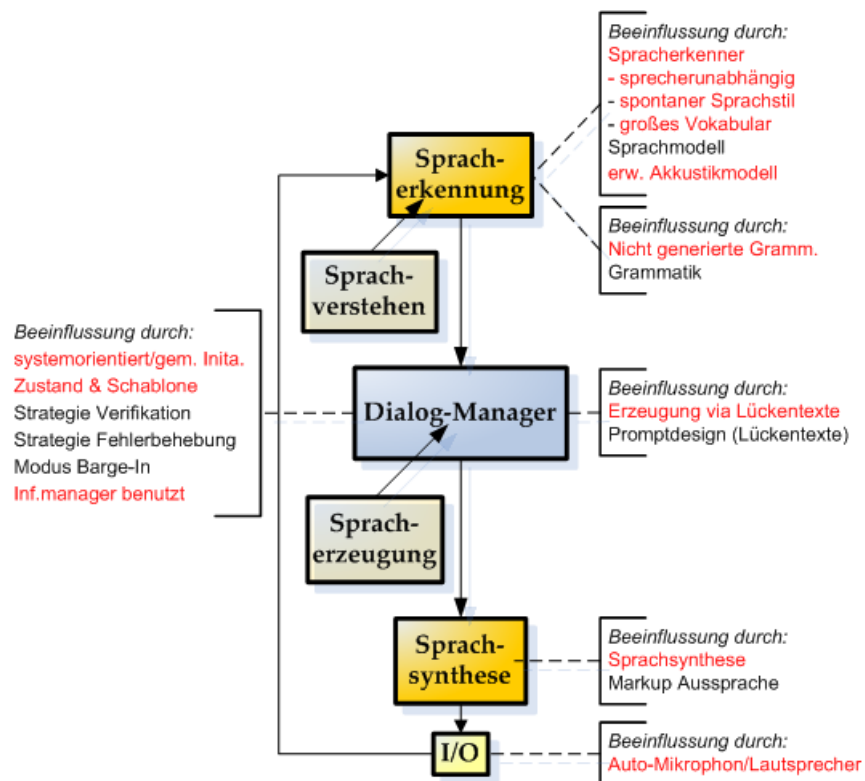 Beeinflussung durch:
Spracherkenner
- sprecherunabhängig
- spontaner Sprachstil
- großes Vokabular
Sprachmodell
erw. Akkustikmodell
Sprach-
erkennung
Beeinflussung durch:
Nicht generierte Gramm.
Grammatik
Sprach-
verstehen
Beeinflussung durch:
systemorientiert/gem. Inita.
Zustand & Schablone
Strategie Verifikation
Strategie Fehlerbehebung
Modus Barge-In
Inf.manager benutzt
Dialog-Manager
Beeinflussung durch:
Erzeugung via Lückentexte
Promptdesign (Lückentexte)
Sprach-
erzeugung
Sprach-
synthese
Beeinflussung durch:
Sprachsynthese
Markup Aussprache
I/O
Beeinflussung durch:
Auto-Mikrophon/Lautsprecher